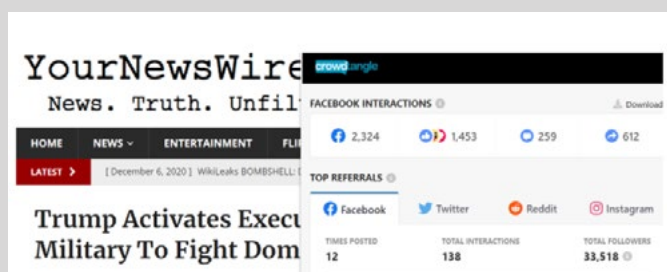 YourNewsWire
News. Truth. Unfil
HOME NEWS ENTERTAINMENT FLI
LATEST [ December 6, 2020 ] WikiLeaks BOMBSHELL:
Trump Activates Execu
Military To Fight Dom
crowdtangle
FACEBOOK INTERACTIONS
Download
2,324 1,453 259 612
TOP REFERRALS
Facebook Twitter Reddit Instagram
TIMES POSTED TOTAL INTERACTIONS TOTAL FOLLOWERS
12 138 33,518